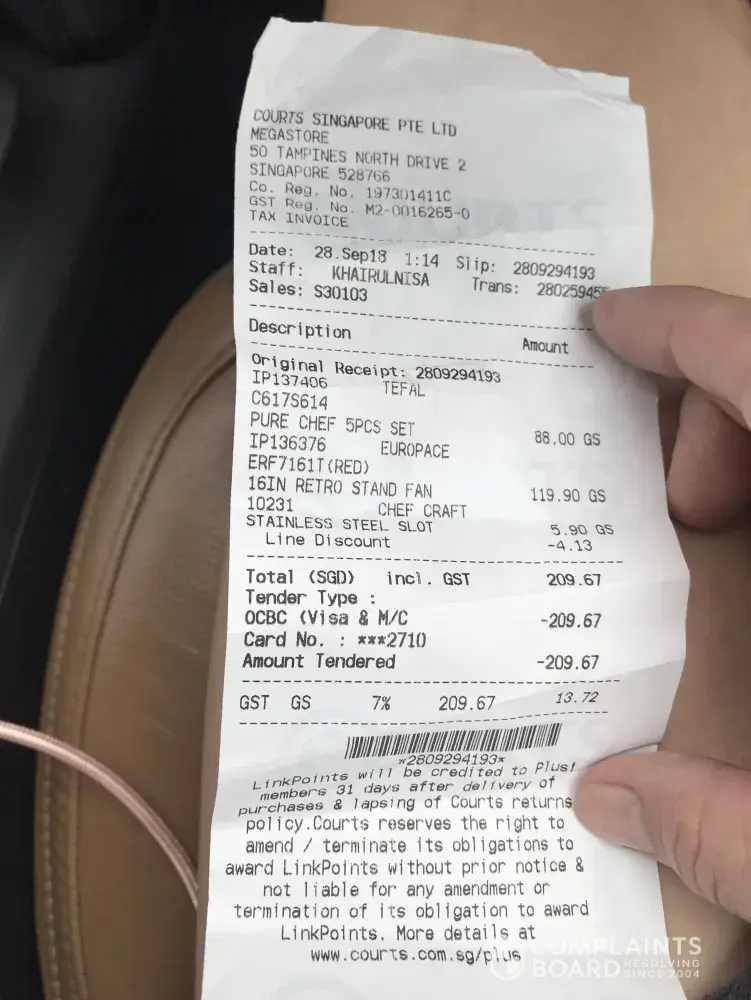 COURTS SINGAPORE PTE LTD
MEGASTORE
50 TAMPINES NORTH DRIVE 2
SINGAPORE 528766
Co. Reg. No. 197301411C
GST Reg. No. M2-0016265-0
TAX INVOICE
Date: 28.Sep18 1:14 Slip: 2809294193
Staff: KHAIRULNISA Trans: 280259455
Sales: S30103
Description Amount
Original Receipt: 2809294193
IP137406 TEFAL
C617S614
PURE CHEF 5PCS SET 88.00 GS
IP136376 EUROPACE
ERF7161T(RED)
16IN RETRO STAND FAN 119.90 GS
10231 CHEF CRAFT
STAINLESS STEEL SLOT 5.90 GS
Line Discount -4.13
Total (SGD) incl. GST 209.67
Tender Type :
OCBC (Visa & M/C -209.67
Card No. : ***2710
Amount Tendered -209.67
GST GS 7% 209.67 13.72
*2809294193*
LinkPoints will be credited to Plus!
members 31 days after delivery of
purchases & lapsing of Courts returns
policy.Courts reserves the right to
amend / terminate its obligations to
award LinkPoints without prior notice &
not liable for any amendment or
termination of its obligation to award
LinkPoints. More details at
www.courts.com.sg/plus
COMPLAINTS
BOARD RESOLVING
SINCE 2004